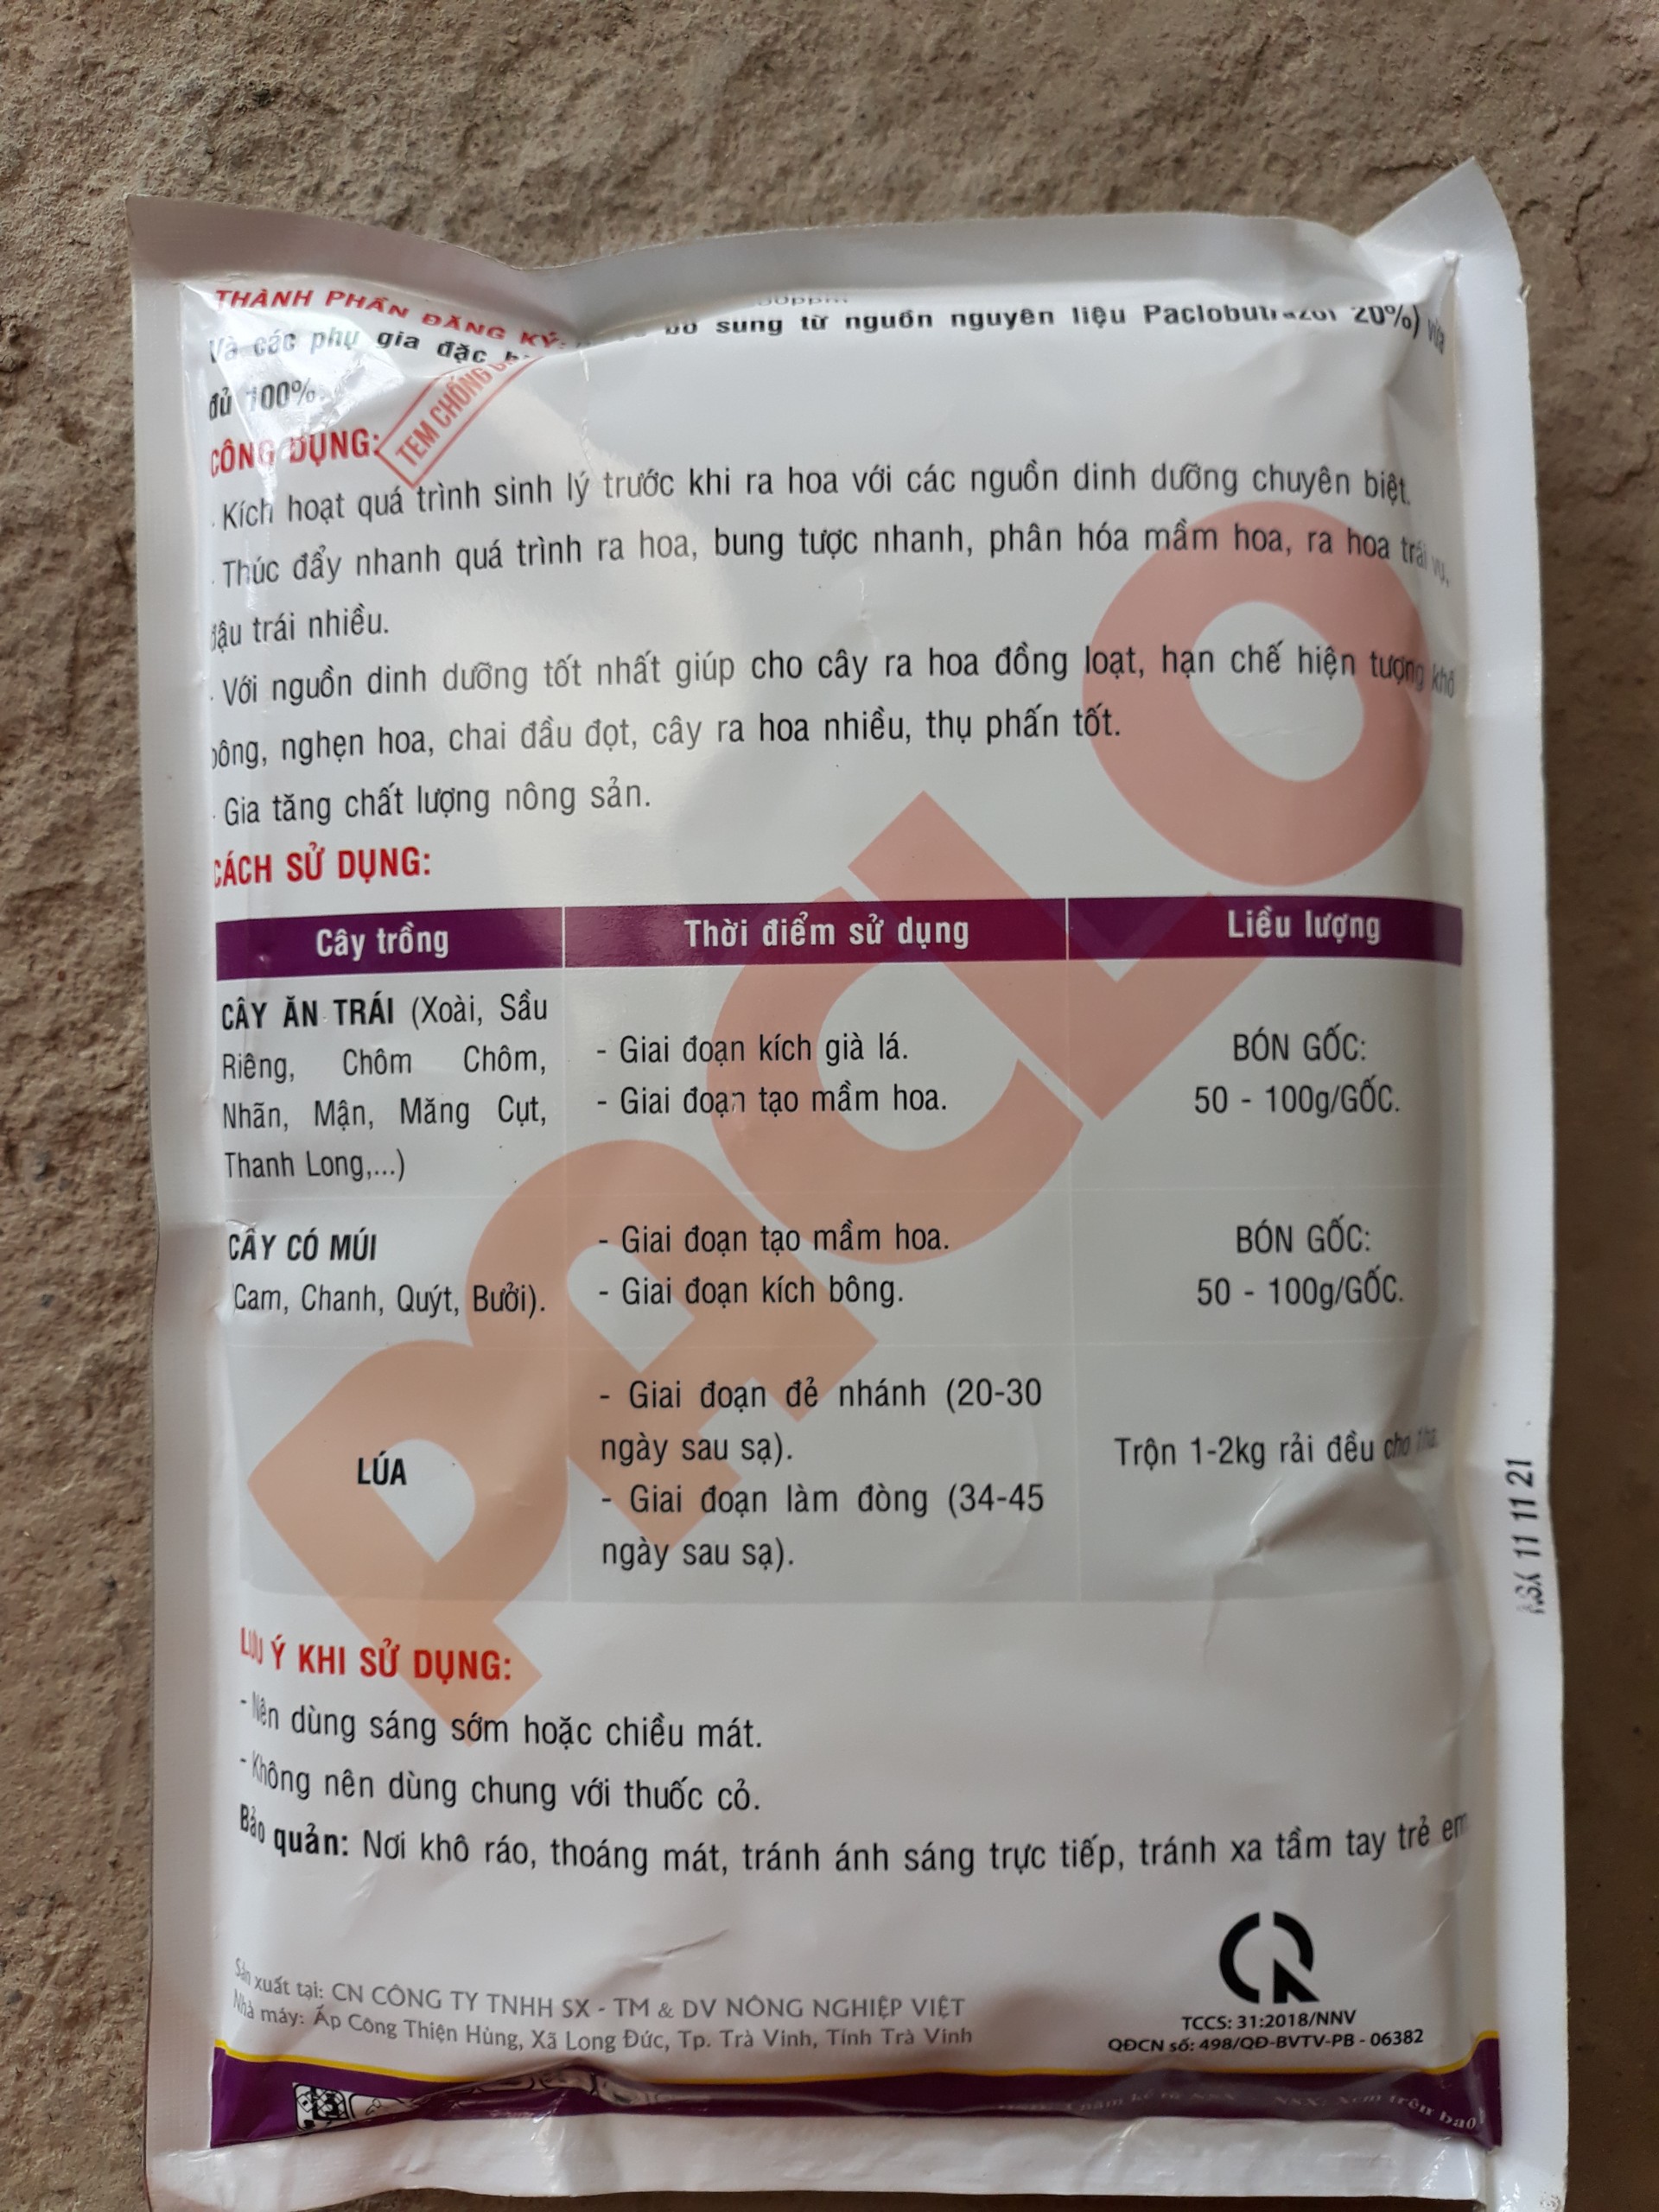 THÀNH PHẦN ĐĂNG KÝ: bổ sung từ nguồn nguyên liệu Paclobutrazol 20%) vừa
Và các phụ gia đặc
đủ 100%.
TEM CHỐNG
CÔNG DỤNG:
- Kích hoạt quá trình sinh lý trước khi ra hoa với các nguồn dinh dưỡng chuyên biệt.
- Thúc đẩy nhanh quá trình ra hoa, bung tược nhanh, phân hóa mầm hoa, ra hoa trái vụ,
đậu trái nhiều.
- Với nguồn dinh dưỡng tốt nhất giúp cho cây ra hoa đồng loạt, hạn chế hiện tượng khô
bông, nghẹn hoa, chai đầu đọt, cây ra hoa nhiều, thụ phấn tốt.
- Gia tăng chất lượng nông sản.
CÁCH SỬ DỤNG:
Cây trồng Thời điểm sử dụng Liều lượng
CÂY ĂN TRÁI (Xoài, Sầu
Riêng, Chôm Chôm,
Nhãn, Mận, Măng Cụt,
Thanh Long,...)
- Giai đoạn kích già lá.
- Giai đoạn tạo mầm hoa.
BÓN GỐC:
50 - 100g/GỐC.
CÂY CÓ MÚI
(Cam, Chanh, Quýt, Bưởi).
- Giai đoạn tạo mầm hoa.
- Giai đoạn kích bông.
BÓN GỐC:
50 - 100g/GỐC.
LÚA
- Giai đoạn đẻ nhánh (20-30
ngày sau sạ).
- Giai đoạn làm đòng (34-45
ngày sau sạ).
Trộn 1-2kg rải đều cho 1ha.
PACLO
LƯU Ý KHI SỬ DỤNG:
- Nên dùng sáng sớm hoặc chiều mát.
- Không nên dùng chung với thuốc cỏ.
Bảo quản: Nơi khô ráo, thoáng mát, tránh ánh sáng trực tiếp, tránh xa tầm tay trẻ em
Sản xuất tại: CN CÔNG TY TNHH SX - TM & DV NÔNG NGHIỆP VIỆT
Nhà máy: Ấp Công Thiện Hùng, Xã Long Đức, Tp. Trà Vinh, Tỉnh Trà Vinh
TCCS: 31:2018/NNV
QĐCN số: 498/QĐ-BVTV-PB - 06382
NSX: Xem trên bao
NSX 11 11 21